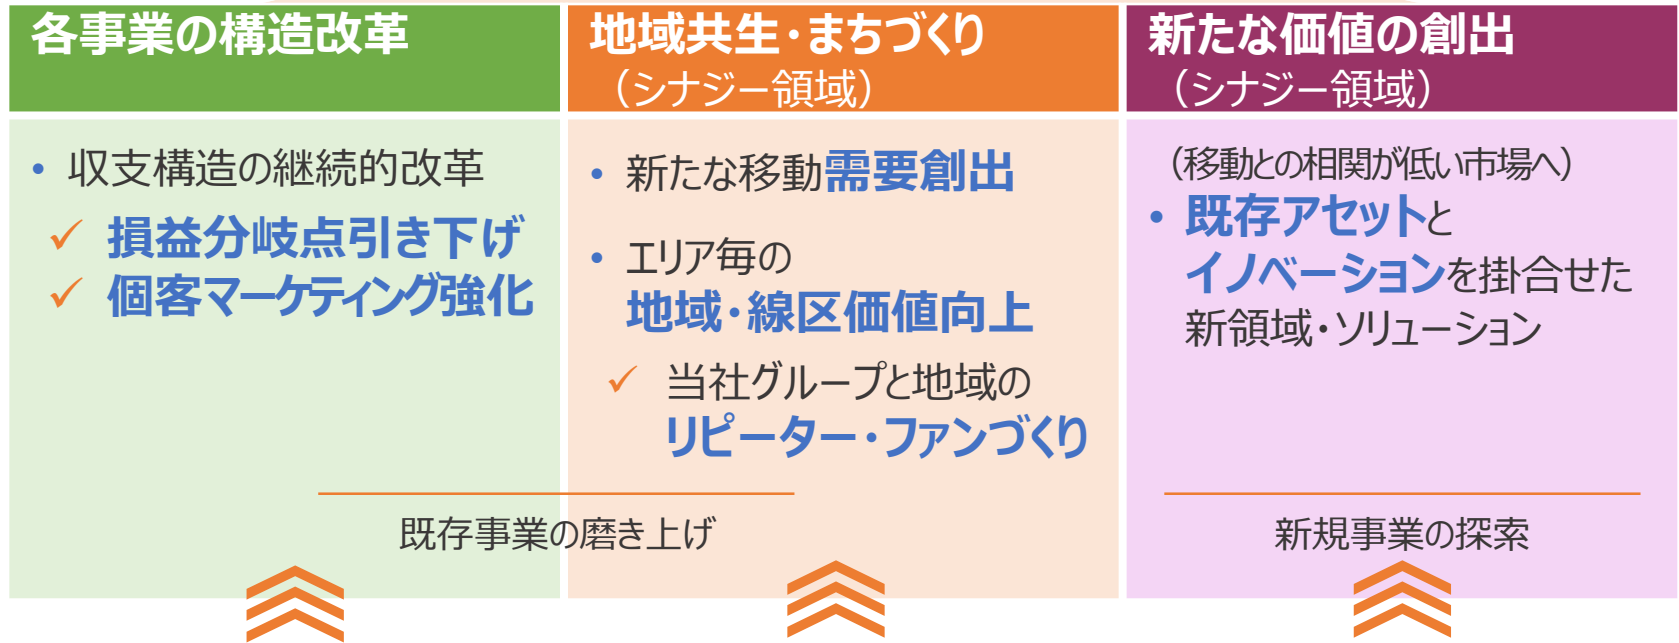 各事業の構造改革
• 収支構造の継続的改革
✓ 損益分岐点引き下げ
✓ 個客マーケティング強化
地域共生・まちづくり
（シナジー領域）
• 新たな移動需要創出
• エリア毎の
地域・線区価値向上
✓ 当社グループと地域の
リピーター・ファンづくり
既存事業の磨き上げ
新たな価値の創出
（シナジー領域）
（移動との相関が低い市場へ）
• 既存アセットと
イノベーションを掛合せた
新領域・ソリューション
新規事業の探索